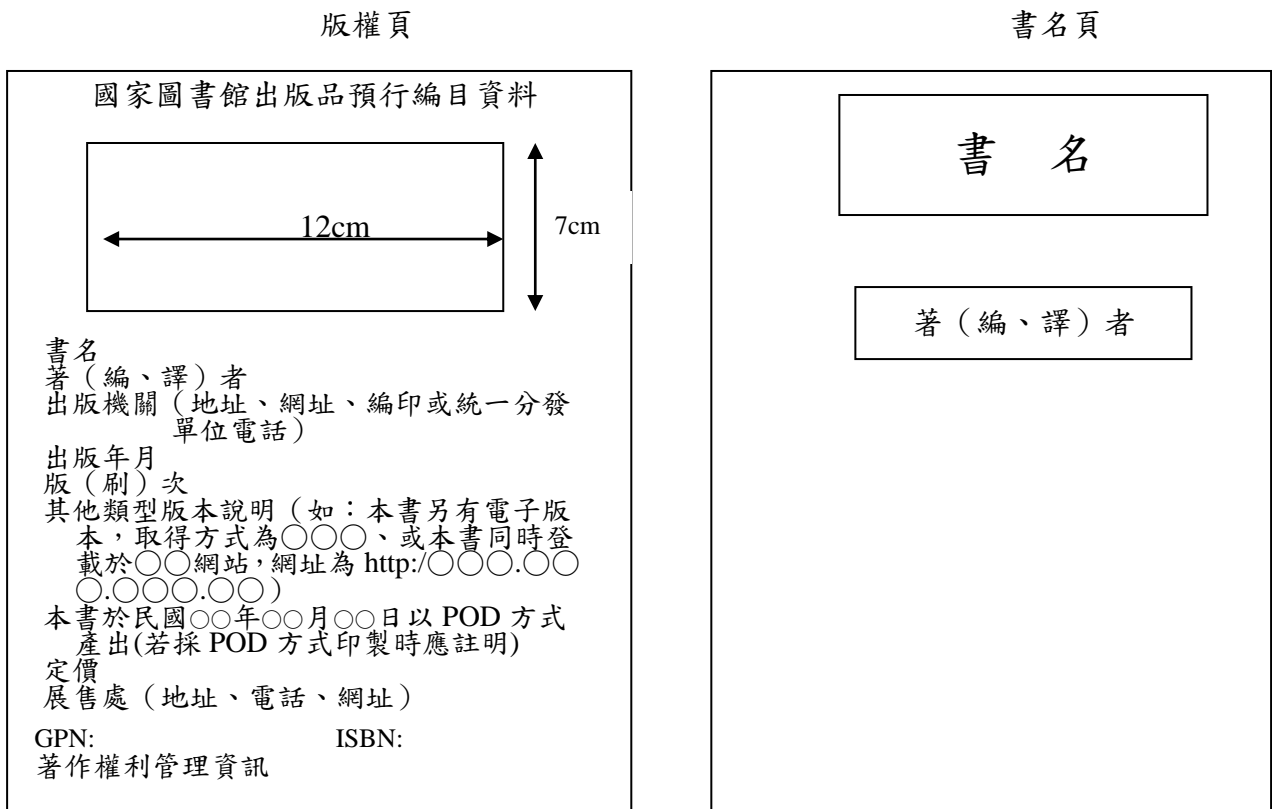 版權頁
國家圖書館出版品預行編目資料
12cm
7cm
書名
著（編、譯）者
出版機關（地址、網址、編印或統一分發
單位電話）
出版年月
版（刷）次
其他類型版本說明（如：本書另有電子版
本，取得方式為○○○、或本書同時登
載於○○網站，網址為 http:/○○○.○○
○.○○○.○○）
本書於民國○○年○○月○○日以 POD 方式
產出(若採 POD 方式印製時應註明)
定價
展售處（地址、電話、網址）
GPN: ISBN:
著作權利管理資訊
書名頁
書 名
著（編、譯）者